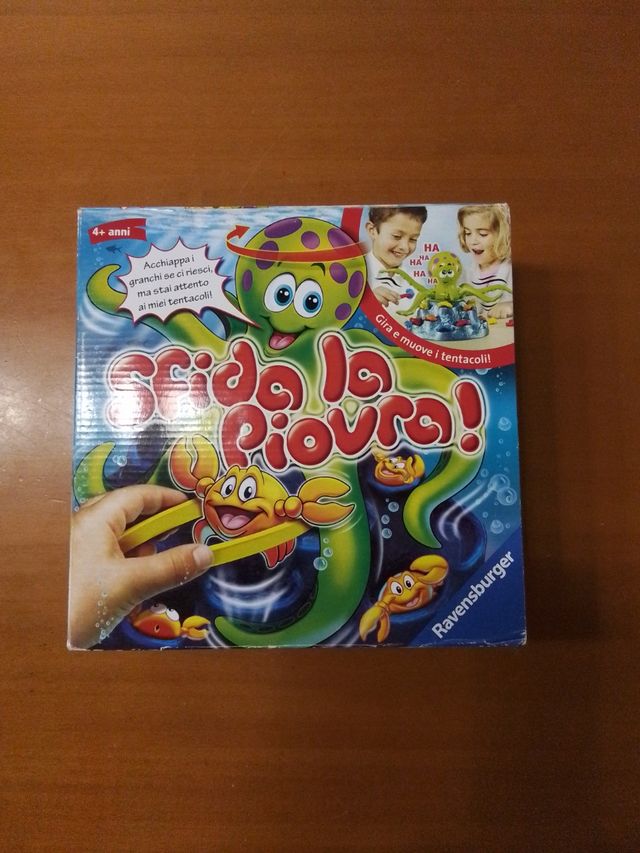 4+ anni
Acchiappa i
granchi se ci riesci,
ma stai attento
ai miei tentacoli!
HA
HA
HA
HA
HA
Gira e muove i tentacoli!
Sfida la
piovra!
Ravensburger